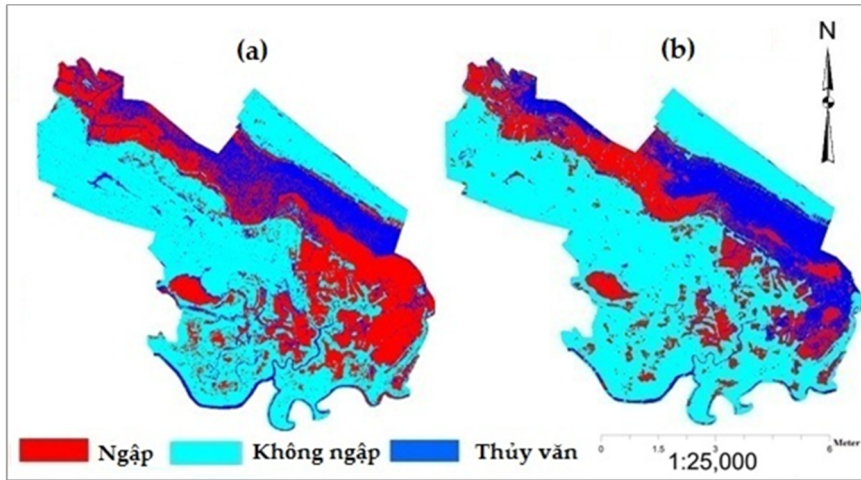 (a)
(b)
N
Ngập
Không ngập
Thủy văn
0 1.5 3 6 Meter
1:25,000